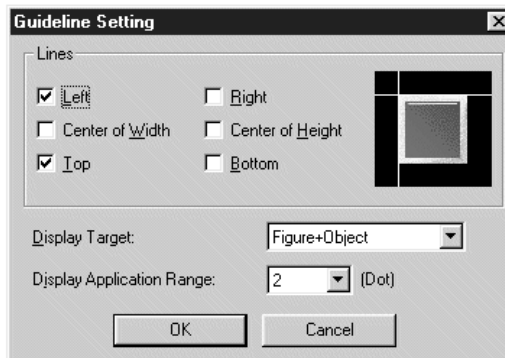 Guideline Setting
Lines
Left Right
Center of Width Center of Height
Top Bottom
Display Target: Figure+Object
Display Application Range: 2 (Dot)
OK Cancel